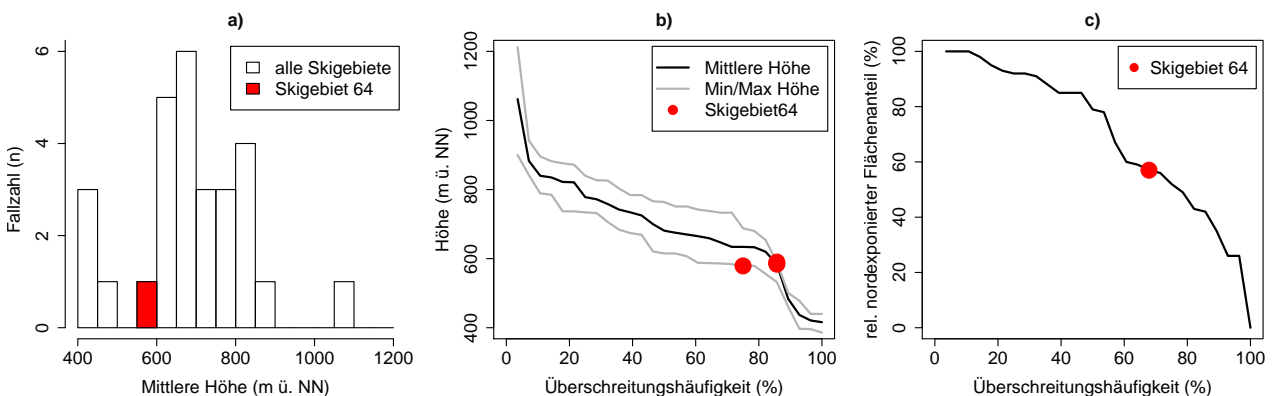 a)
Fallzahl (n)
6
4
2
0
alle Skigebiete
Skigebiet 64
400 600 800 1000 1200
Mittlere Höhe (m ü. NN)
b)
Höhe (m ü. NN)
1200
1000
800
600
400
Mittlere Höhe
Min/Max Höhe
Skigebiet64
0 20 40 60 80 100
Überschreitungshäufigkeit (%)
c)
rel. nordexponierter Flächenanteil (%)
100
80
60
40
20
0
Skigebiet 64
0 20 40 60 80 100
Überschreitungshäufigkeit (%)